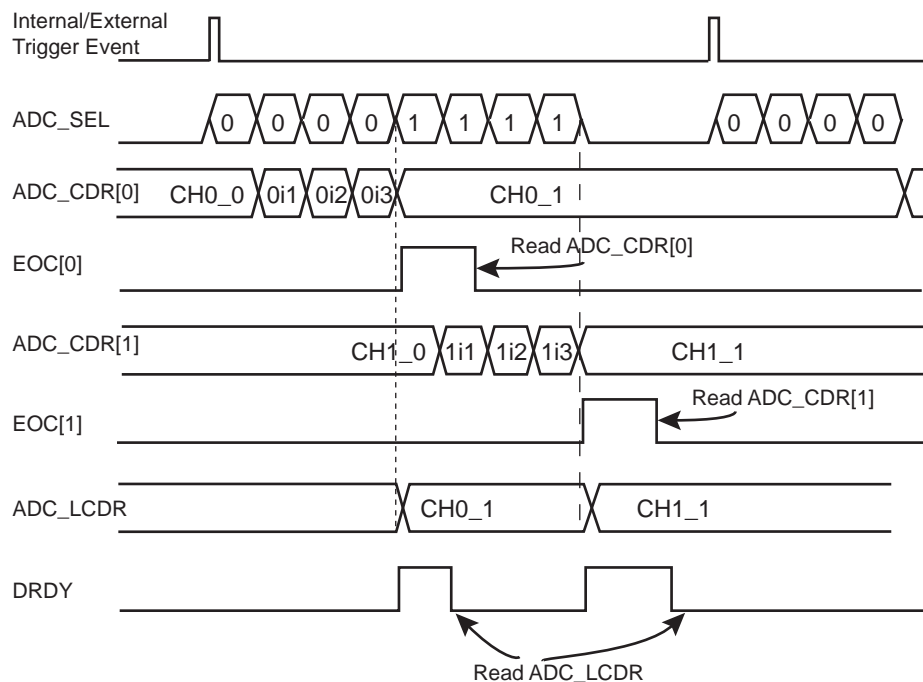 Internal/External
Trigger Event
ADC_SEL 0 0 0 0 1 1 1 1 0 0 0 0
ADC_CDR[0] CH0_0 0i1 0i2 0i3 CH0_1
EOC[0] Read ADC_CDR[0]
ADC_CDR[1] CH1_0 1i1 1i2 1i3 CH1_1
EOC[1] Read ADC_CDR[1]
ADC_LCDR CH0_1 CH1_1
DRDY
Read ADC_LCDR